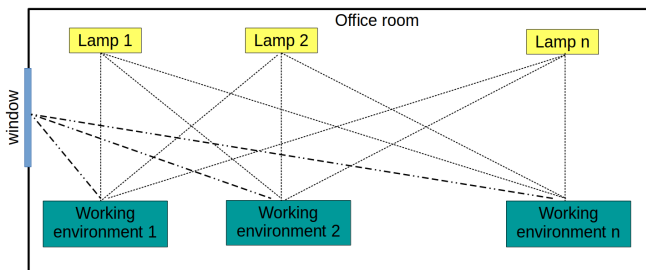 Office room
Lamp 1
Lamp 2
Lamp n
window
Working
environment 1
Working
environment 2
Working
environment n